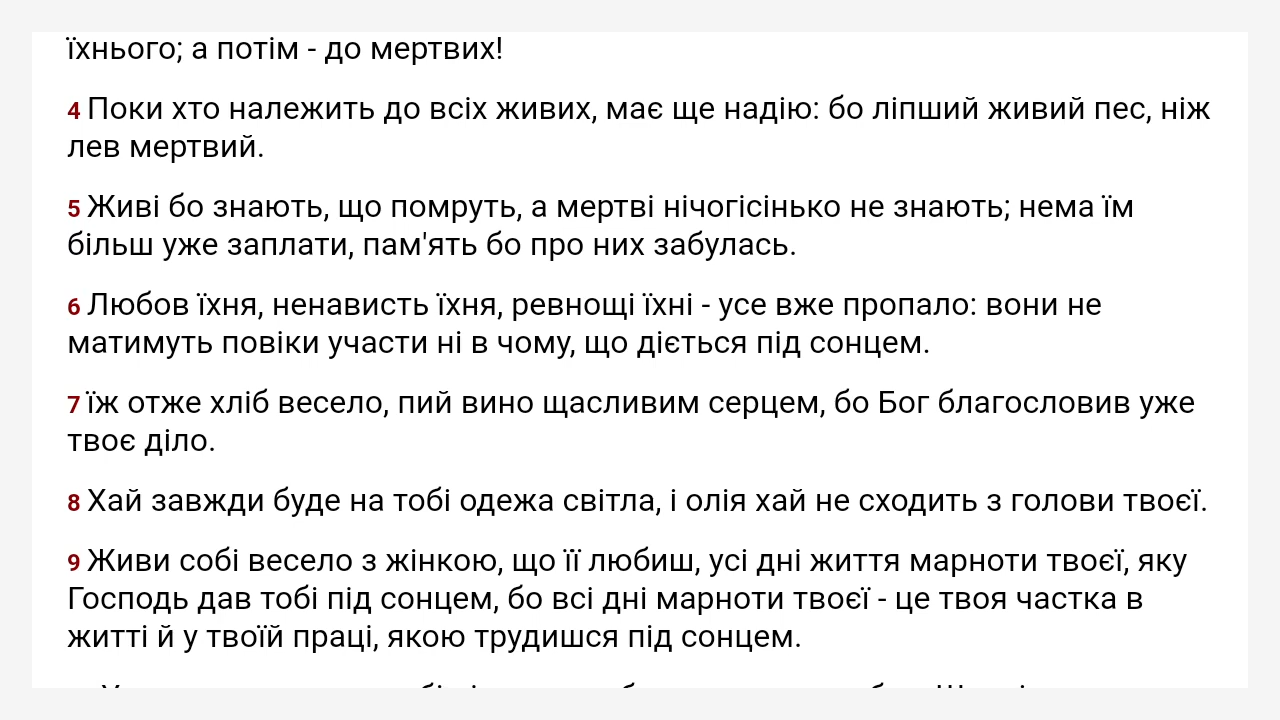 їхнього; а потім - до мертвих!
4 Поки хто належить до всіх живих, має ще надію: бо ліпший живий пес, ніж
лев мертвий.
5 Живі бо знають, що помруть, а мертві нічогісінько не знають; нема їм
більш уже заплати, пам'ять бо про них забулась.
6 Любов їхня, ненависть їхня, ревнощі їхні - усе вже пропало: вони не
матимуть повіки участи ні в чому, що діється під сонцем.
7 їж отже хліб весело, пий вино щасливим серцем, бо Бог благословив уже
твоє діло.
8 Хай завжди буде на тобі одежа світла, і олія хай не сходить з голови твоєї.
9 Живи собі весело з жінкою, що її любиш, усі дні життя марноти твоєї, яку
Господь дав тобі під сонцем, бо всі дні марноти твоєї - це твоя частка в
житті й у твоїй праці, якою трудишся під сонцем.